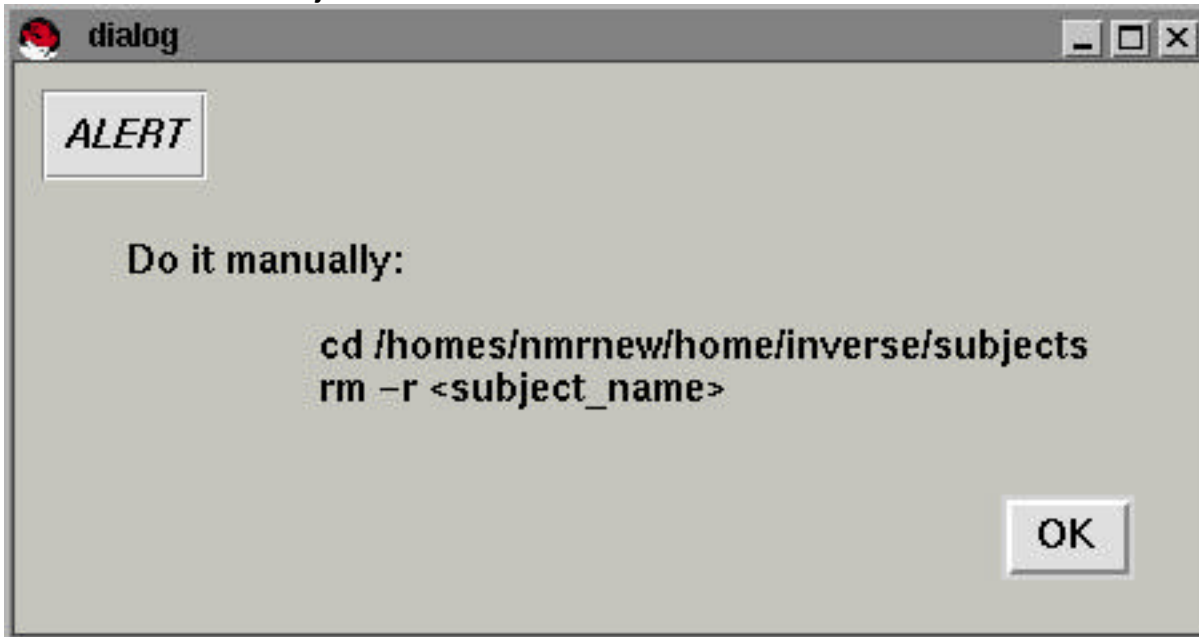 dialog
ALERT
Do it manually:
cd /homes/nmrnew/home/inverse/subjects
rm –r <subject_name>
OK